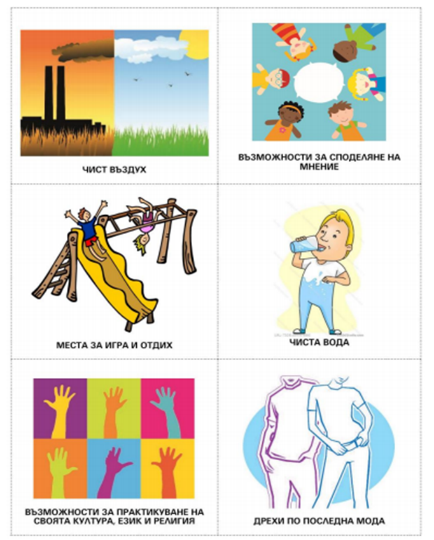 ЧИСТ ВЪЗДУХ
ВЪЗМОЖНОСТИ ЗА СПОДЕЛЯНЕ НА
МНЕНИЕ
МЕСТА ЗА ИГРА И ОТДИХ
ЧИСТА ВОДА
ВЪЗМОЖНОСТИ ЗА ПРАКТИКУВАНЕ НА
СВОЯТА КУЛТУРА, ЕЗИК И РЕЛИГИЯ
ДРЕХИ ПО ПОСЛЕДНА МОДА